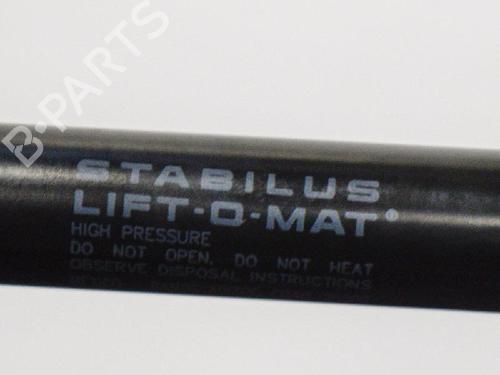 B-PARTS
STABILUS
LIFT-O-MAT®
HIGH PRESSURE
DO NOT OPEN, DO NOT HEAT
OBSERVE DISPOSAL INSTRUCTIONS